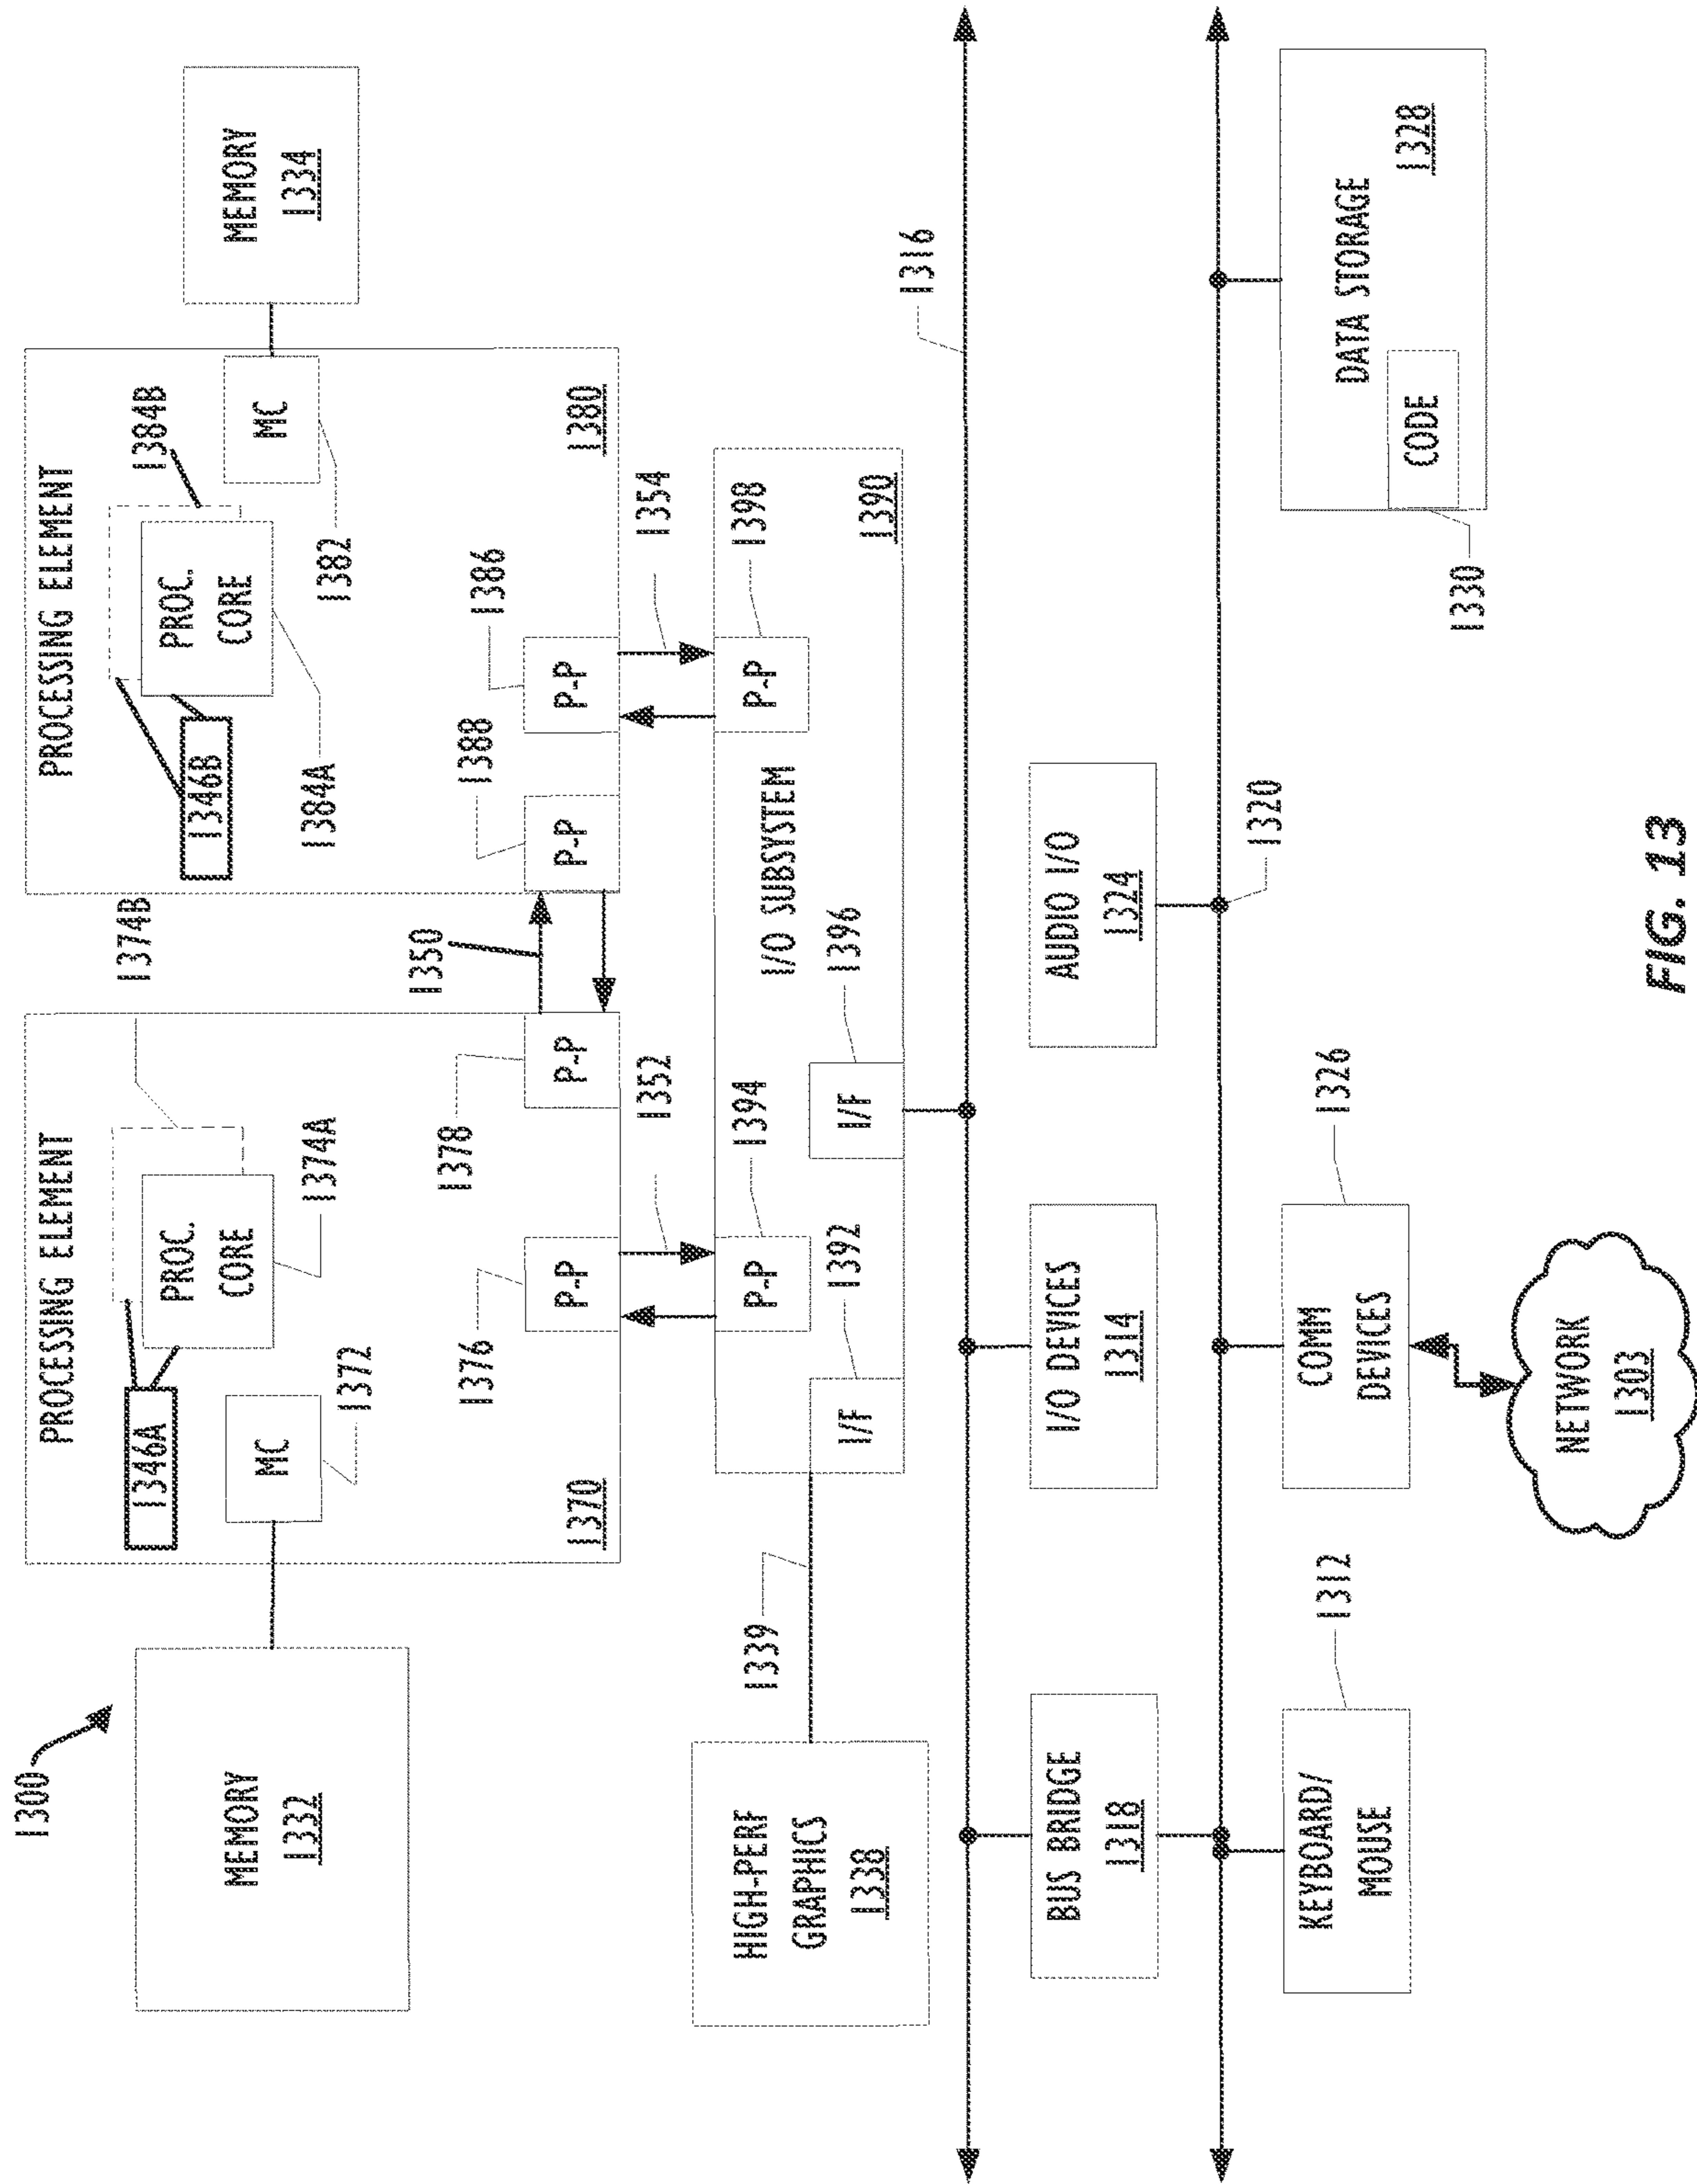 1300
PROCESSING ELEMENT
1374B
PROCESSING ELEMENT
MEMORY
1332
1346A
PROC.
CORE
1374A
MC
1372
1370
1376
P-P
1378
P-P
1350
1346B
PROC.
CORE
1384A
1384B
MC
1382
1380
MEMORY
1334
1388
P-P
1386
P-P
1352
1354
HIGH-PERF
GRAPHICS
1338
1339
I/F
1392
P-P
1394
I/F
1396
I/O SUBSYSTEM
P-P
1398
1390
1316
BUS BRIDGE
1318
I/O DEVICES
1314
AUDIO I/O
1324
1320
KEYBOARD/
MOUSE
1312
COMM
DEVICES
1326
DATA STORAGE
1328
CODE
1330
NETWORK
1303
FIG. 13